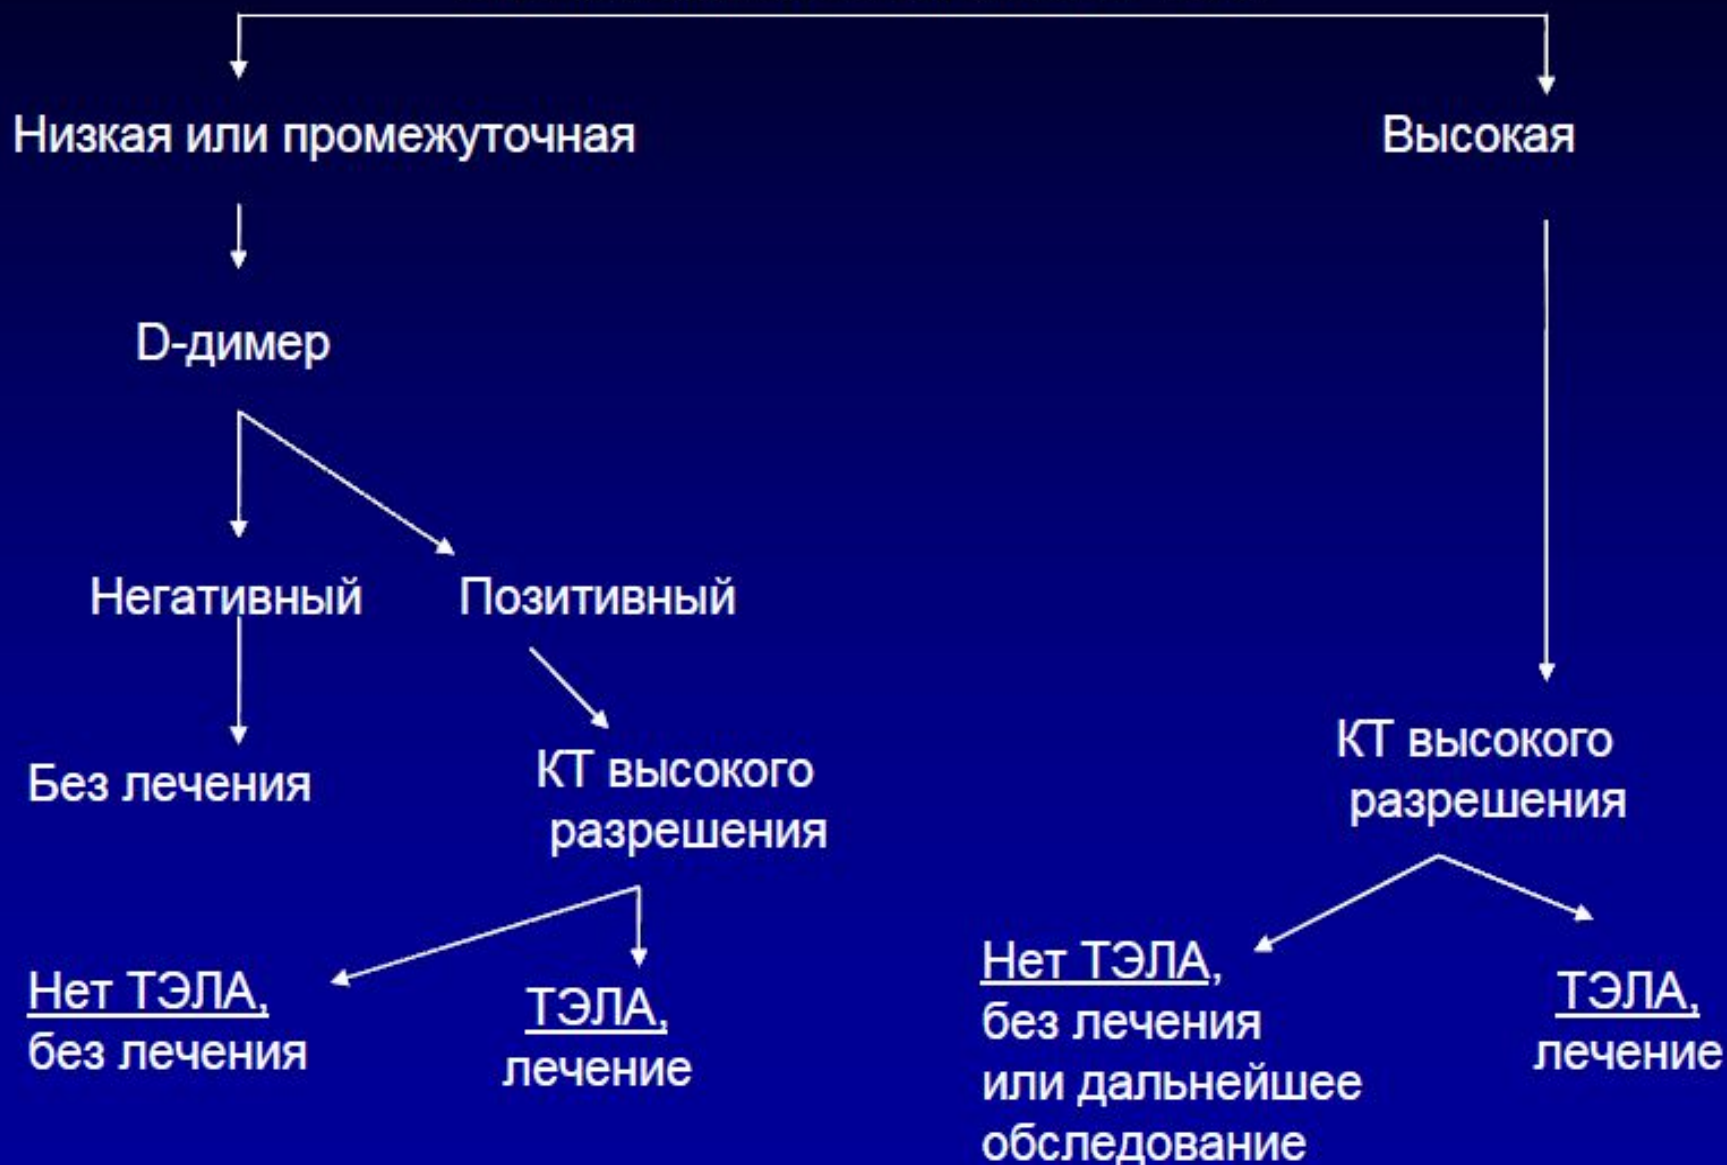 Низкая или промежуточная
Высокая
D-димер
Негативный
Позитивный
Без лечения
КТ высокого
разрешения
КТ высокого
разрешения
Нет ТЭЛА,
без лечения
ТЭЛА,
лечение
Нет ТЭЛА,
без лечения
или дальнейшее
обследование
ТЭЛА,
лечение